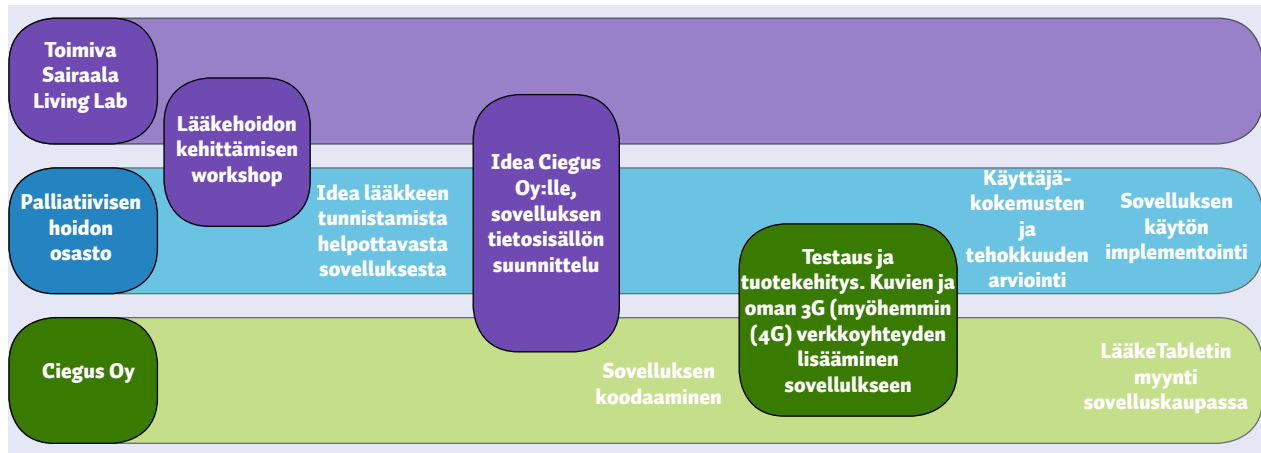 Toimiva
Sairaala
Living Lab
Lääkehoidon
kehittämisen
workshop
Palliatiivisen
hoidon
osasto
Idea lääkkeen
tunnistamista
helpottavasta
sovelluksesta
Idea Ciegus
Oy:lle,
sovelluksen
tietosisällön
suunnittelu
Testaus ja
tuotekehitys. Kuvien ja
oman 3G (myöhemmin
(4G) verkkoyhteyden
lisääminen
sovellulkseen
Käyttäjä-
kokemusten
ja
tehokkuuden
arviointi
Sovelluksen
käytön
implementointi
Ciegus Oy
Sovelluksen
koodaaminen
LääkeTabletin
myynti
sovelluskaupassa